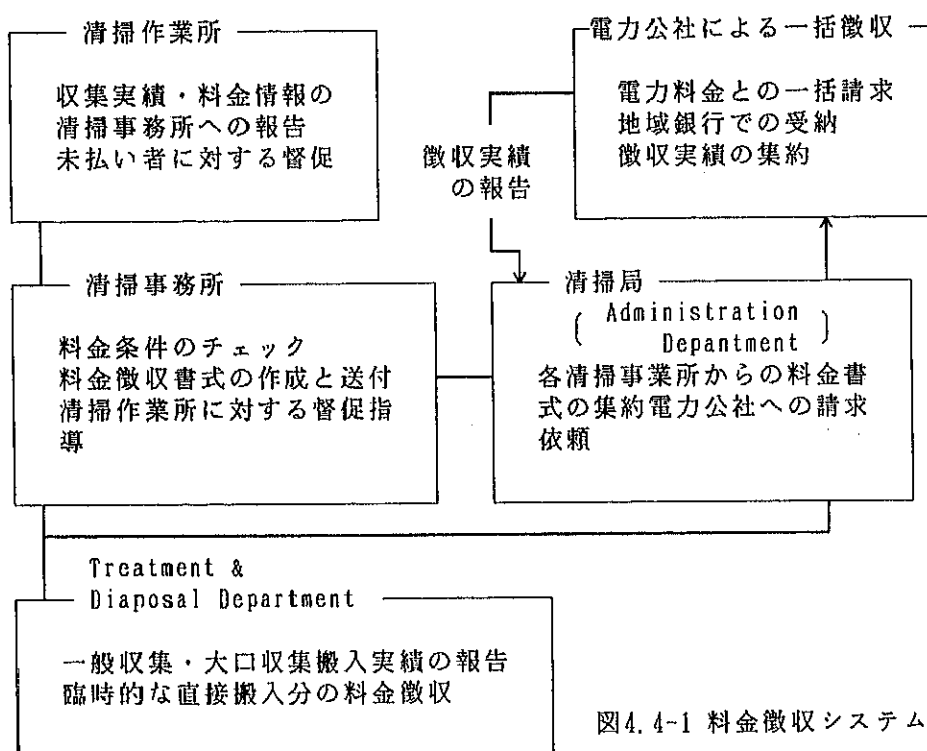 清掃作業所
収集実績・料金情報の
清掃事務所への報告
未払い者に対する督促
電力公社による一括徴収
電力料金との一括請求
地域銀行での受納
徴収実績の集約
徴収実績
の報告
清掃事務所
料金条件のチェック
料金徴収書式の作成と送付
清掃作業所に対する督促指
導
清掃局
( Administration
Depantment )
各清掃事業所からの料金書
式の集約電力公社への請求
依頼
Treatment &
Diaposal Department
一般収集・大口収集搬入実績の報告
臨時的な直接搬入分の料金徴収
図4.4-1 料金徴収システム